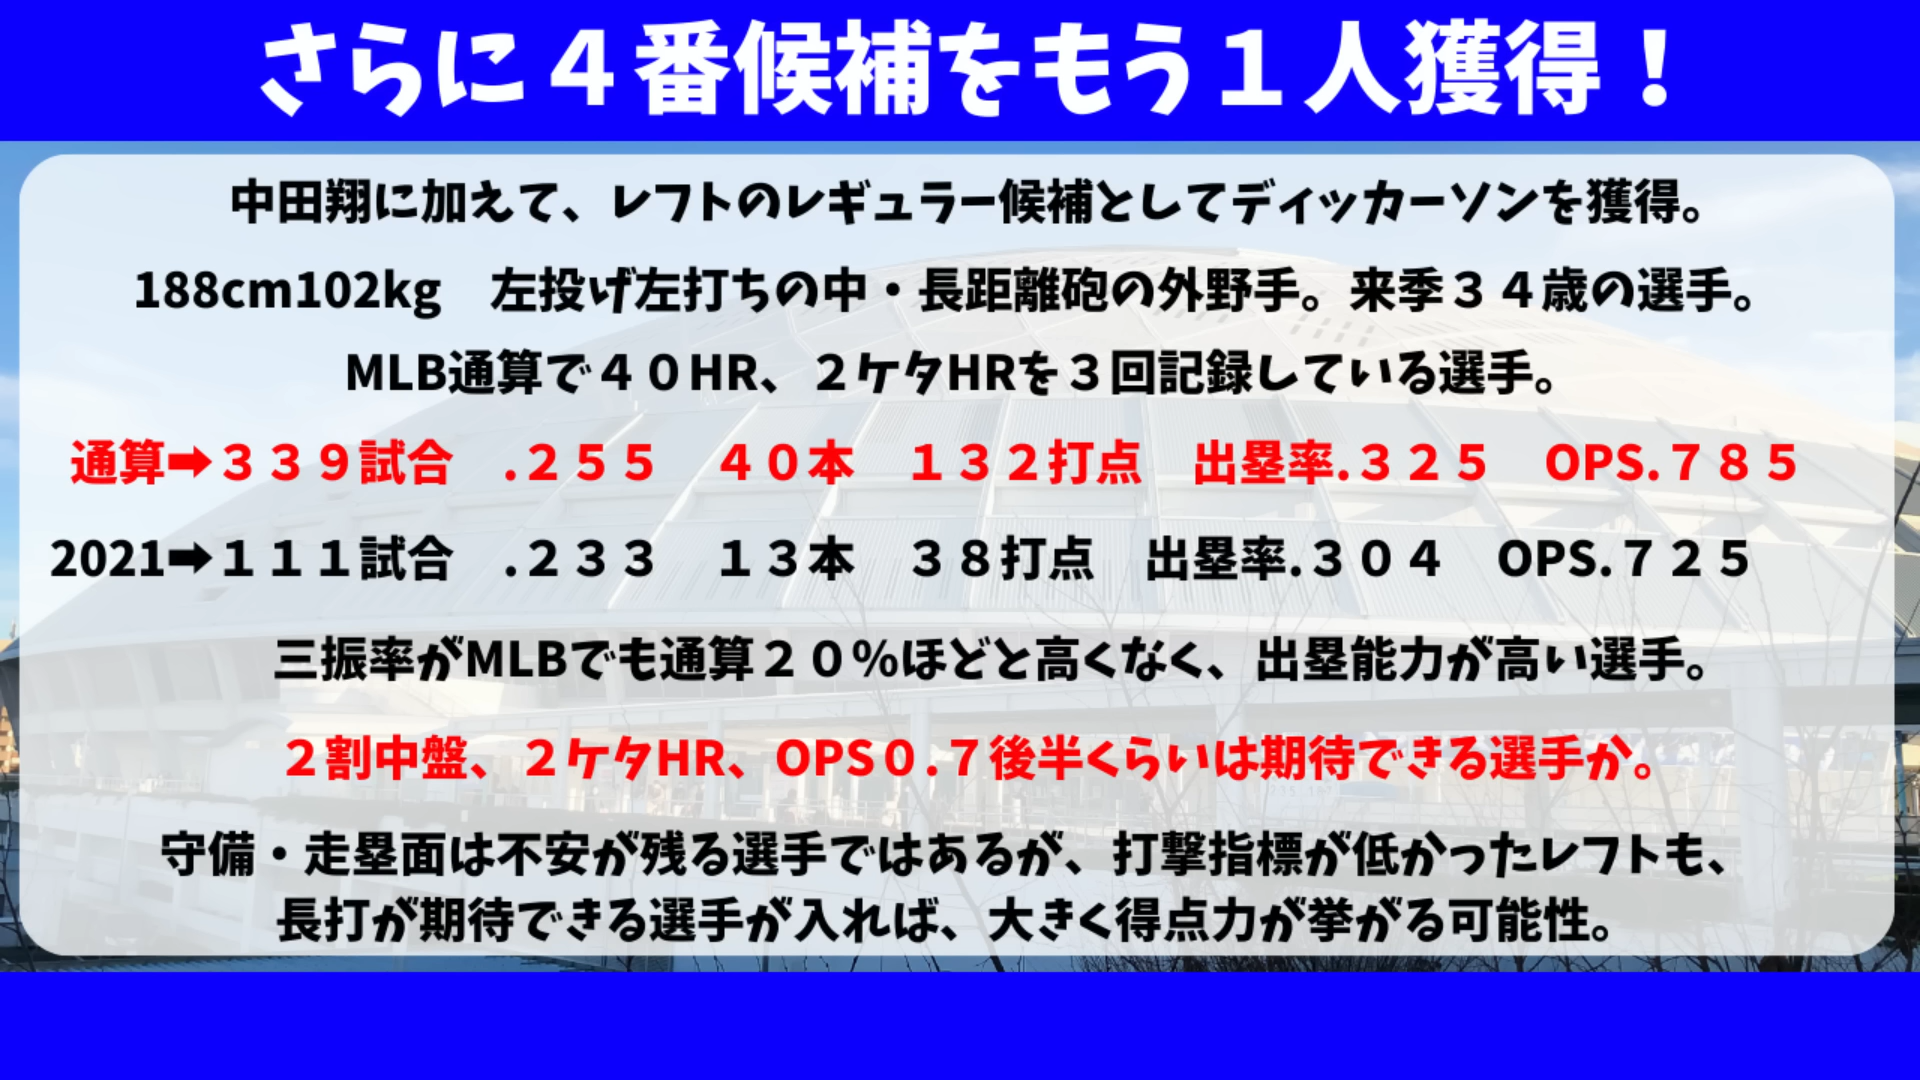 さらに４番候補をもう１人獲得！
中田翔に加えて、レフトのレギュラー候補としてディッカーソンを獲得。
188cm102kg　左投げ左打ちの中・長距離砲の外野手。来季３４歳の選手。
MLB通算で４０HR、２ケタHRを３回記録している選手。
通算➡３３９試合　.２５５　４０本　１３２打点　出塁率.３２５　OPS.７８５
2021➡１１１試合　.２３３　１３本　３８打点　出塁率.３０４　OPS.７２５
三振率がMLBでも通算２０％ほどと高くなく、出塁能力が高い選手。
２割中盤、２ケタHR、OPS０.７後半くらいは期待できる選手か。
守備・走塁面は不安が残る選手ではあるが、打撃指標が低かったレフトも、
長打が期待できる選手が入れば、大きく得点力が挙がる可能性。